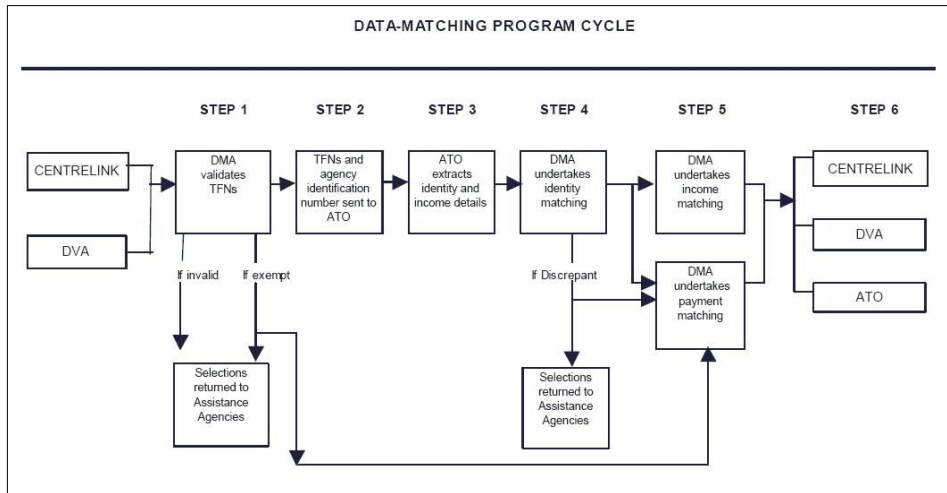 DATA-MATCHING PROGRAM CYCLE
STEP 1
STEP 2
STEP 3
STEP 4
STEP 5
STEP 6
CENTRELINK
DVA
DMA
validates
TFNs
TFNs and
agency
identification
number sent to
ATO
ATO
extracts
identity and
income details
DMA
undertakes
identity
matching
DMA
undertakes
income
matching
CENTRELINK
DVA
ATO
If invalid
If exempt
If Discrepant
DMA
undertakes
payment
matching
Selections
returned to
Assistance
Agencies
Selections
returned to
Assistance
Agencies